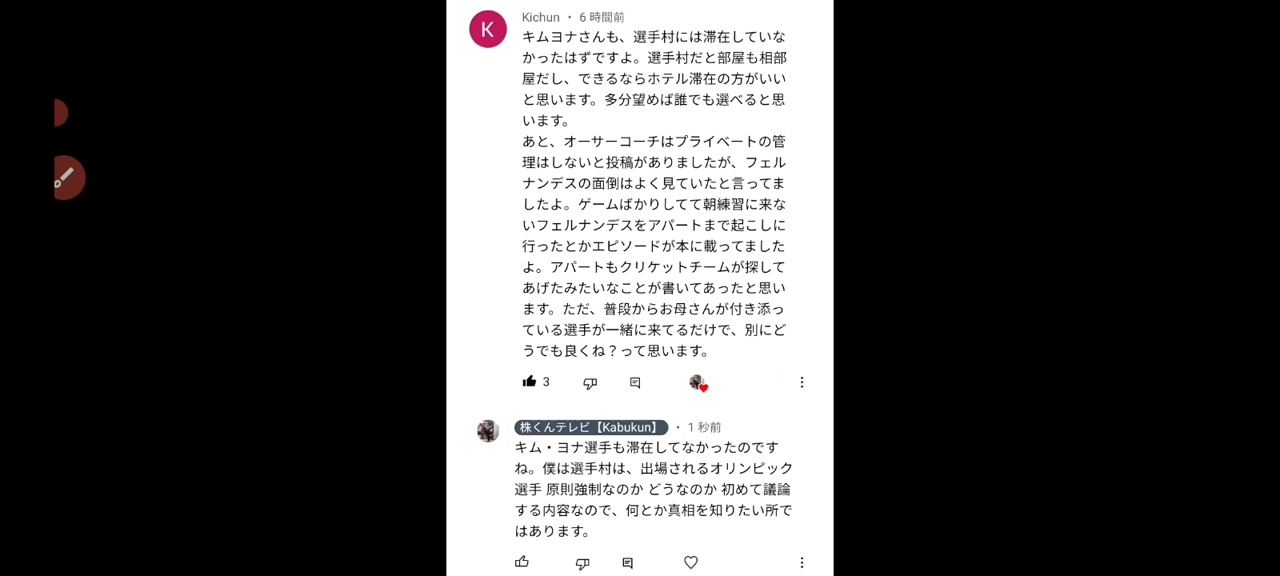 Kichun ・ 6 時間前
キムヨナさんも、選手村には滞在していな
かったはずですよ。選手村だと部屋も相部
屋だし、できるならホテル滞在の方がいい
と思います。多分望めば誰でも選べると思
います。
あと、オーサーコーチはプライベートの管
理はしないと投稿がありましたが、フェル
ナンデスの面倒はよく見ていたと言ってま
したよ。ゲームばかりしてて朝練習に来な
いフェルナンデスをアパートまで起こしに
行ったとかエピソードが本に載ってました
よ。アパートもクリケットチームが探して
あげたみたいなことが書いてあったと思い
ます。ただ、普段からお母さんが付き添っ
ている選手が一緒に来てるだけで、別にど
うでも良くね？って思います。
3
株くんテレビ【Kabukun】 ・ 1 秒前
キム・ヨナ選手も滞在してなかったのです
ね。僕は選手村は、出場されるオリンピック
選手 原則強制なのか どうなのか 初めて議論
する内容なので、何とか真相を知りたい所で
はあります。
K